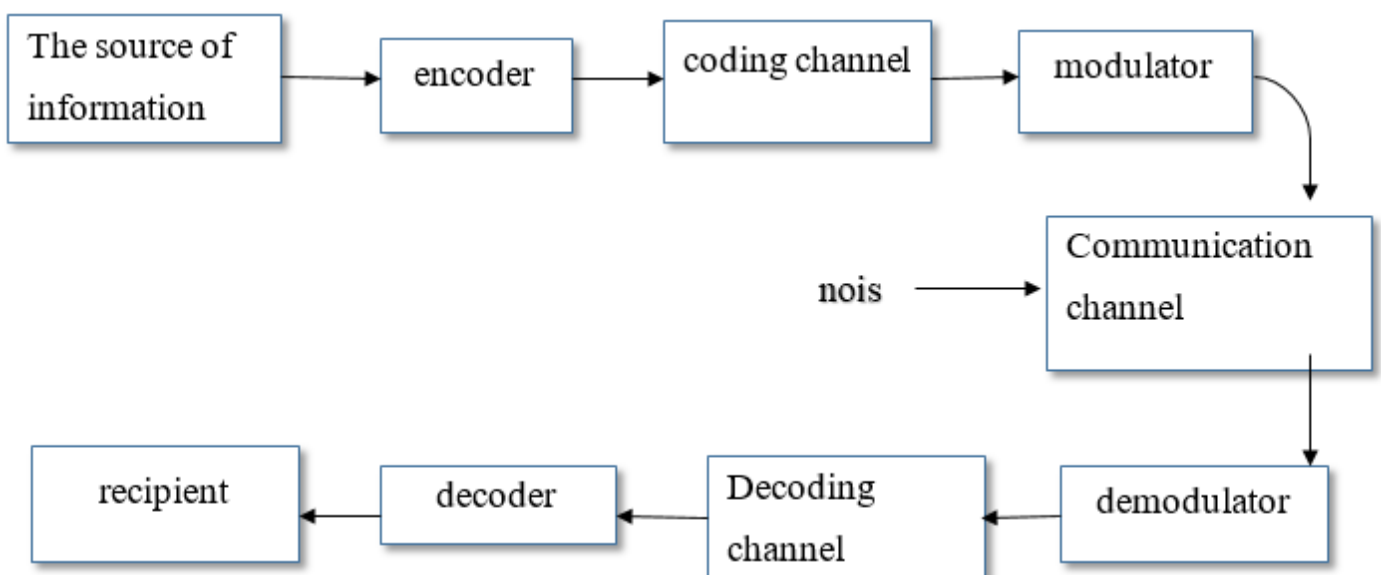 The source of
information
encoder
coding channel
modulator
Communication
channel
nois
demodulator
Decoding
channel
decoder
recipient